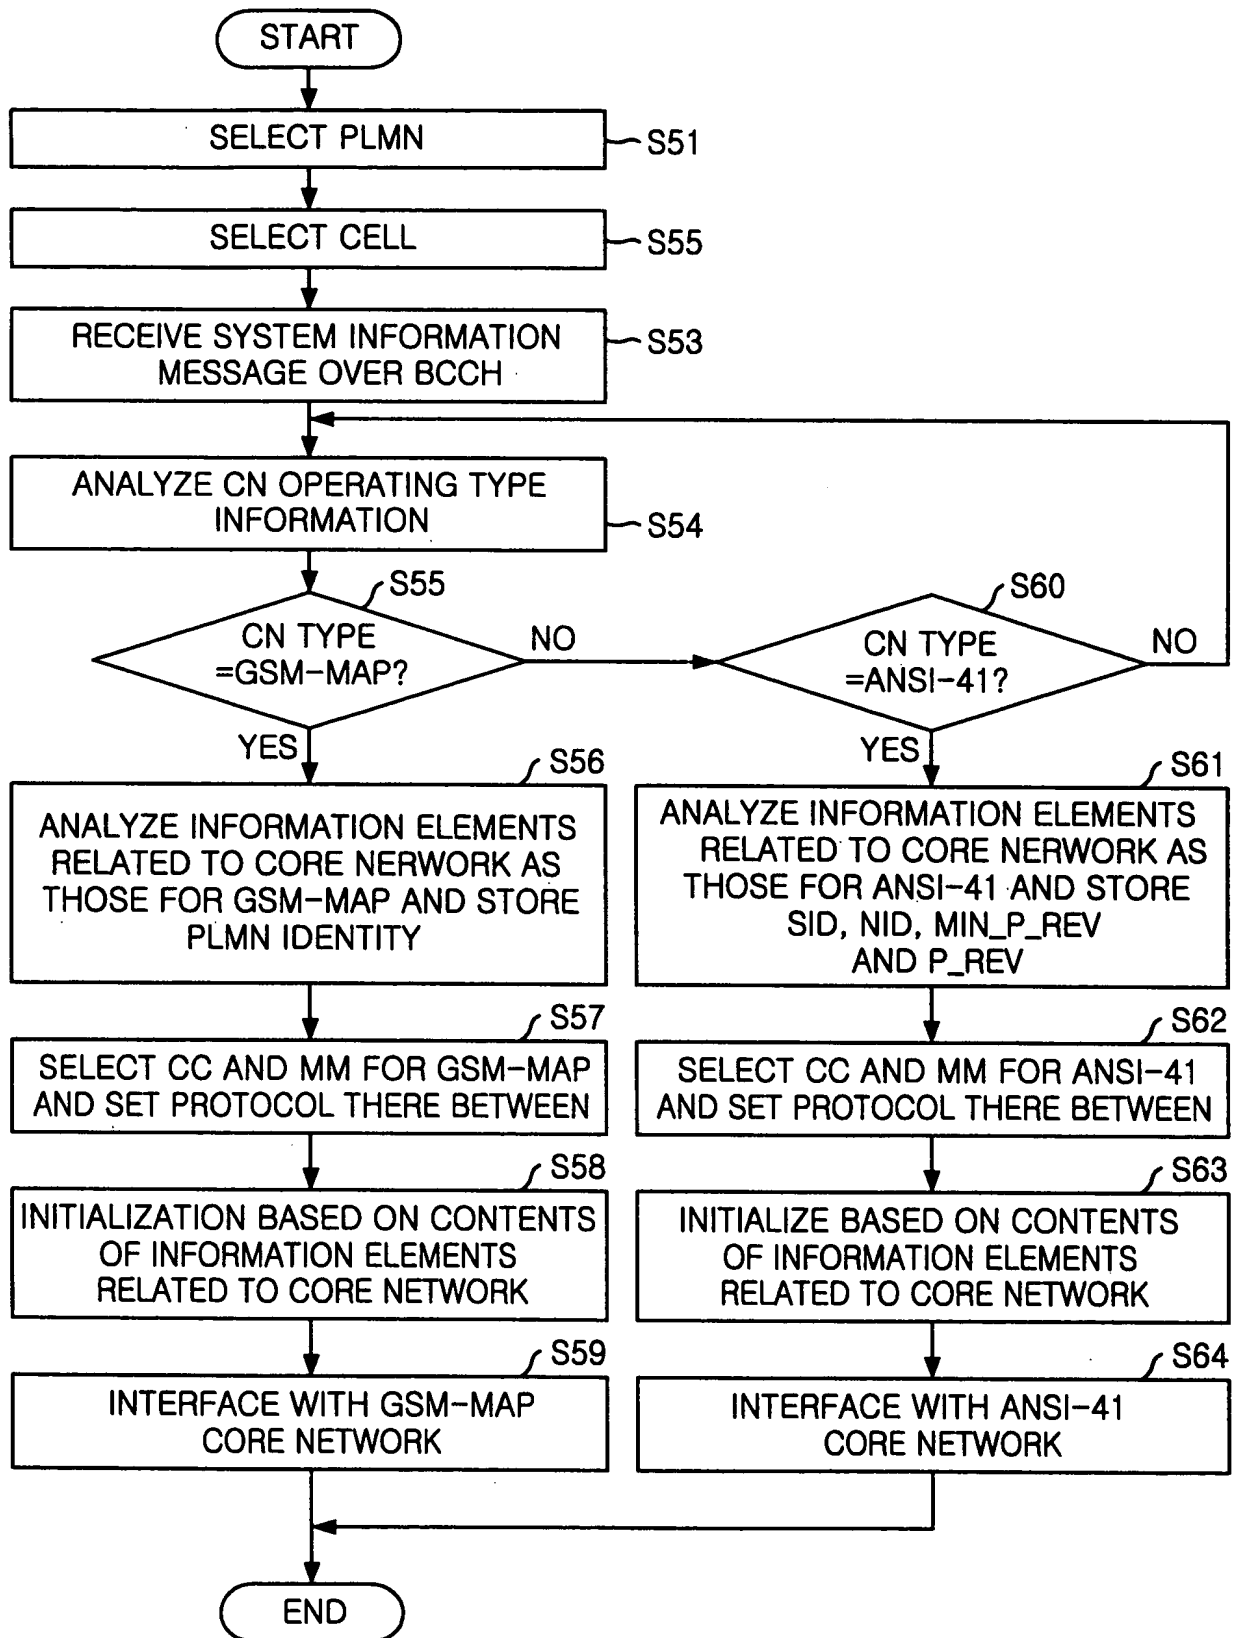 START
SELECT PLMN
S51
SELECT CELL
S55
RECEIVE SYSTEM INFORMATION
MESSAGE OVER BCCH
S53
ANALYZE CN OPERATING TYPE
INFORMATION
S54
S55
CN TYPE
=GSM-MAP?
NO
YES
S60
CN TYPE
=ANSI-41?
NO
YES
S56
ANALYZE INFORMATION ELEMENTS
RELATED TO CORE NERWORK AS
THOSE FOR GSM-MAP AND STORE
PLMN IDENTITY
S61
ANALYZE INFORMATION ELEMENTS
RELATED TO CORE NERWORK AS
THOSE FOR ANSI-41 AND STORE
SID, NID, MIN_P_REV
AND P_REV
S57
SELECT CC AND MM FOR GSM-MAP
AND SET PROTOCOL THERE BETWEEN
S62
SELECT CC AND MM FOR ANSI-41
AND SET PROTOCOL THERE BETWEEN
S58
INITIALIZATION BASED ON CONTENTS
OF INFORMATION ELEMENTS
RELATED TO CORE NETWORK
S63
INITIALIZE BASED ON CONTENTS
OF INFORMATION ELEMENTS
RELATED TO CORE NETWORK
S59
INTERFACE WITH GSM-MAP
CORE NETWORK
S64
INTERFACE WITH ANSI-41
CORE NETWORK
END